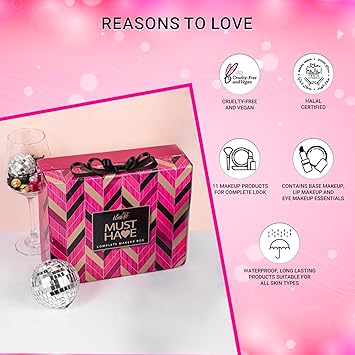 REASONS TO LOVE
Cruelty-Free
and Vegan
CRUELTY-FREE
AND VEGAN
HALAL
CERTIFIED
11 MAKEUP PRODUCTS
FOR COMPLETE LOOK
CONTAINS BASE MAKEUP,
LIP MAKEUP AND
EYE MAKEUP ESSENTIALS
MUST
HAVE
COMPLETE MAKEUP BOX
WATERPROOF, LONG LASTING
PRODUCTS SUITABLE FOR
ALL SKIN TYPES